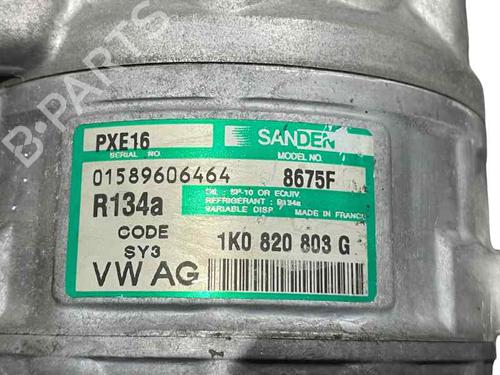 B-PARTS
PXE16 SANDEN
SERIAL NO. MODEL NO.
01589606464 8675F
OIL : SP-10 OR EQUIV.
R134a REFRIGERANT : R134a
VARIABLE DISP. MADE IN FRANCE
CODE 1K0 820 803 G
SY3
VW AG